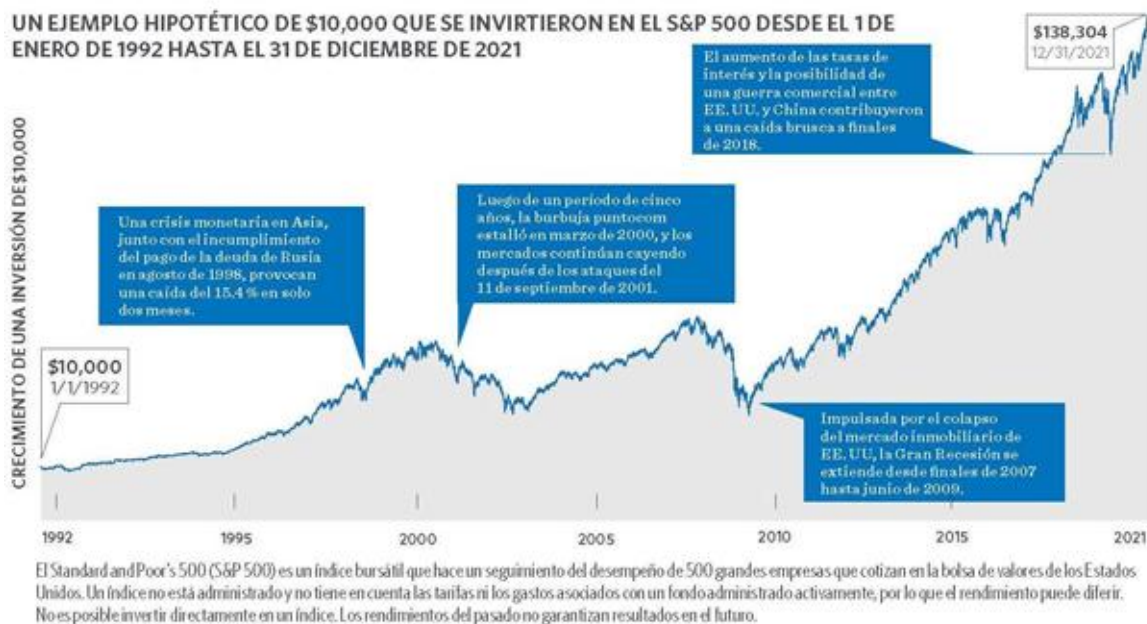 UN EJEMPLO HIPOTÉTICO DE $10,000 QUE SE INVIRTIERON EN EL S&P 500 DESDE EL 1 DE
ENERO DE 1992 HASTA EL 31 DE DICIEMBRE DE 2021
$138,304
12/31/2021
El aumento de las tasas de
interés y la posibilidad de
una guerra comercial entre
EE. UU. y China contribuyeron
a una caída brusca a finales
de 2018.
Luego de un período de cinco
años, la burbuja puntocom
estalló en marzo de 2000, y los
mercados continúan cayendo
después de los ataques del
11 de septiembre de 2001.
Una crisis monetaria en Asia,
junto con el incumplimiento
del pago de la deuda de Rusia
en agosto de 1998, provocan
una caída del 15.4 % en solo
dos meses.
CRECIMIENTO DE UNA INVERSIÓN DE $10,000
$10,000
1/1/1992
Impulsada por el colapso
del mercado inmobiliario de
EE. UU, la Gran Recesión se
extiende desde finales de 2007
hasta junio de 2009.
1992 1995 2000 2005 2010 2015 2021
El Standard and Poor's 500 (S&P 500) es un índice bursátil que hace un seguimiento del desempeño de 500 grandes empresas que cotizan en la bolsa de valores de los Estados
Unidos. Un índice no está administrado y no tiene en cuenta las tarifas ni los gastos asociados con un fondo administrado activamente, por lo que el rendimiento puede diferir.
No es posible invertir directamente en un índice. Los rendimientos del pasado no garantizan resultados en el futuro.